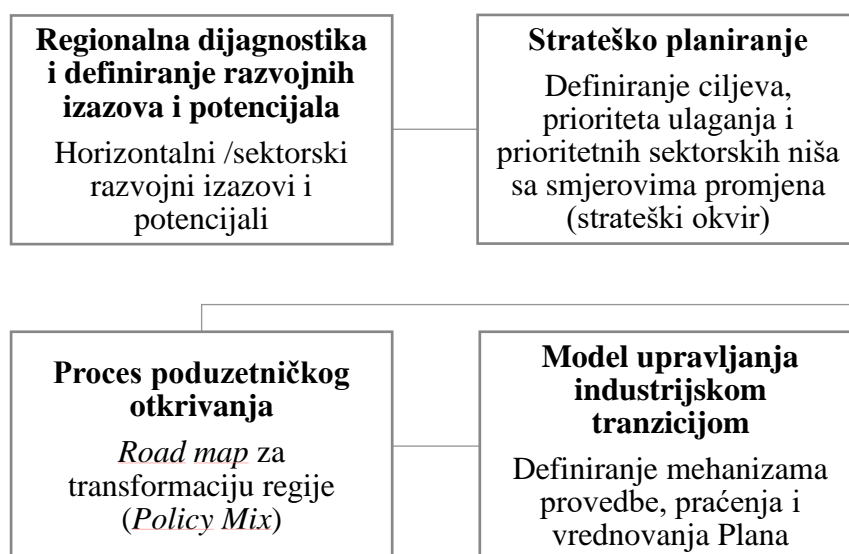 Regionalna dijagnostika
i definiranje razvojnih
izazova i potencijala
Horizontalni /sektorski
razvojni izazovi i
potencijali
Strateško planiranje
Definiranje ciljeva,
prioriteta ulaganja i
prioritetnih sektorskih niša
sa smjerovima promjena
(strateški okvir)
Proces poduzetničkog
otkrivanja
Road map za
transformaciju regije
(Policy Mix)
Model upravljanja
industrijskom
tranzicijom
Definiranje mehanizama
provedbe, praćenja i
vrednovanja Plana